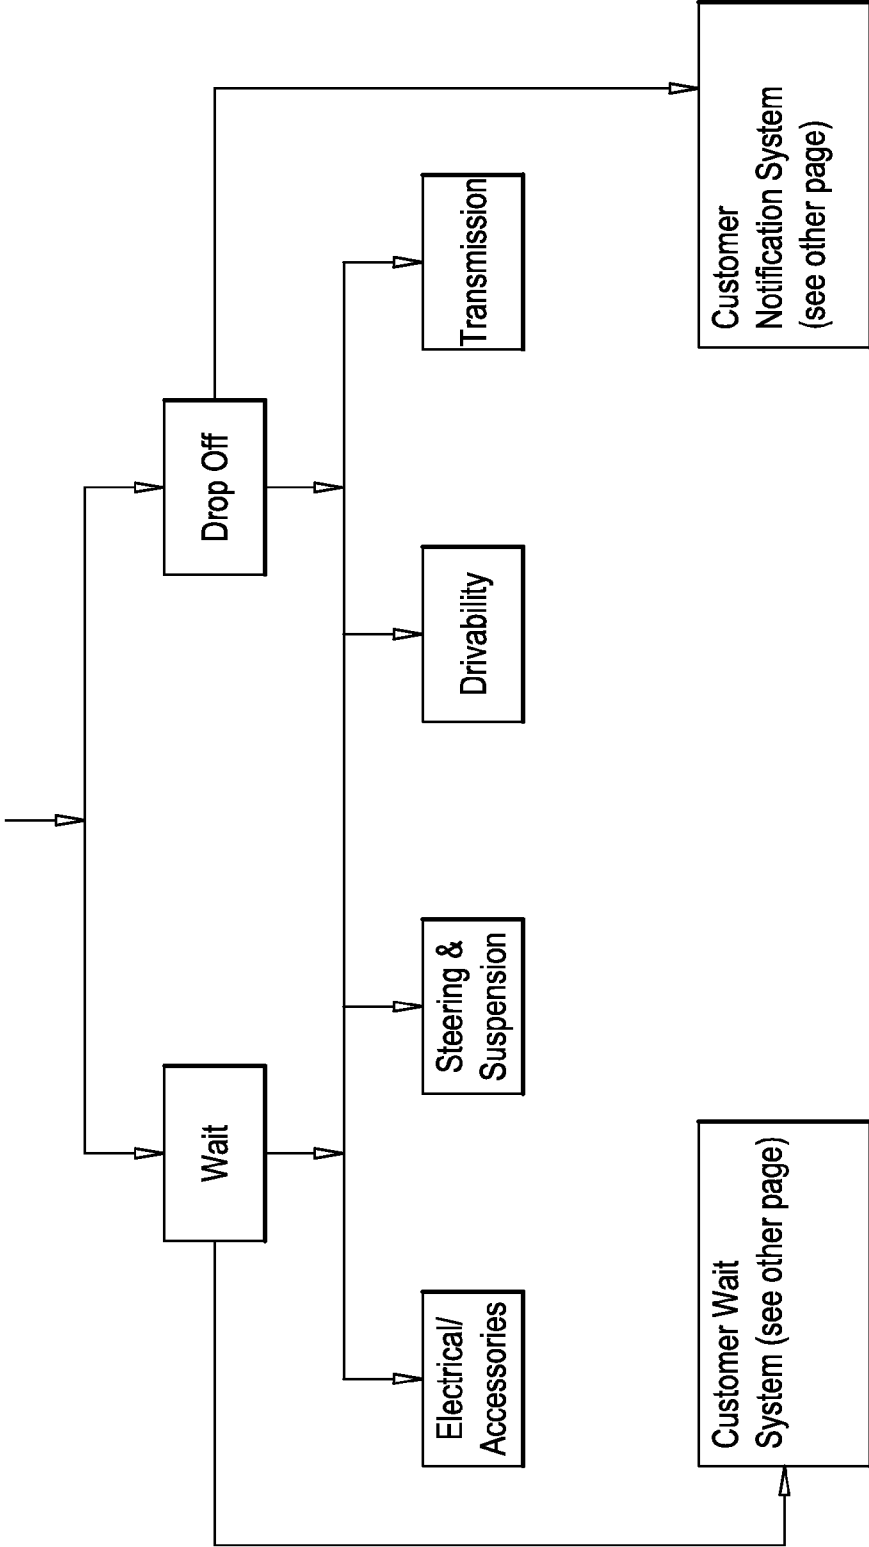 Wait
Drop Off
Electrical/
Accessories
Steering &
Suspension
Drivability
Transmission
Customer Wait
System (see other page)
Customer
Notification System
(see other page)